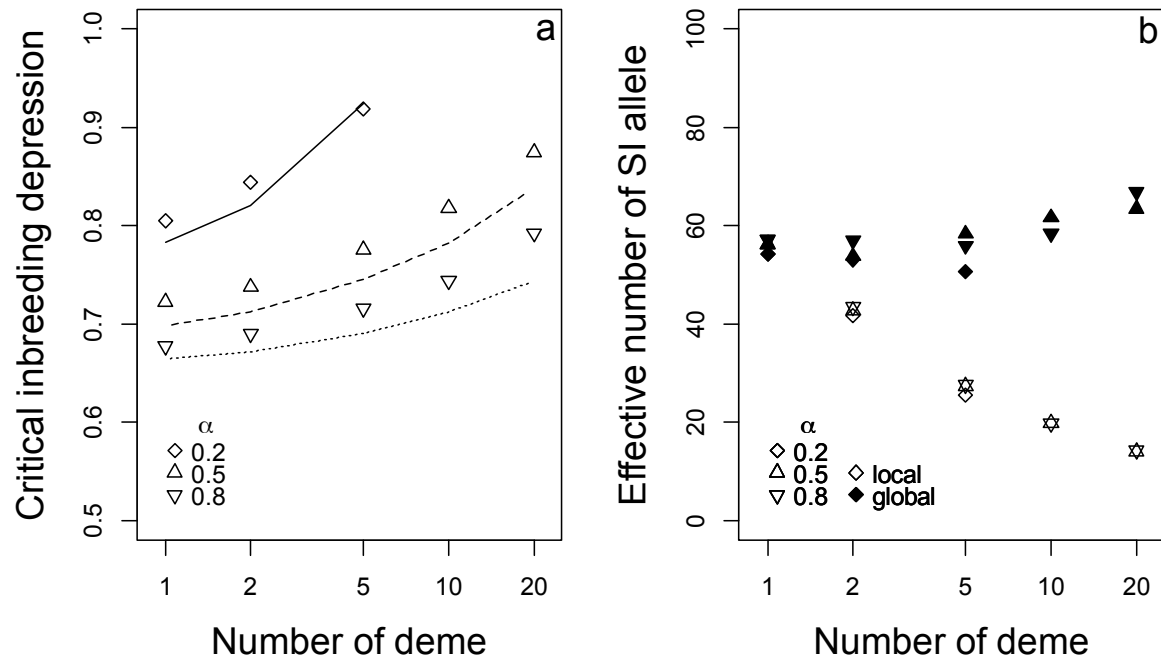 a
Critical inbreeding depression
1.0
0.9
0.8
0.7
0.6
0.5
α
0.2
0.5
0.8
1 2 5 10 20
Number of deme
b
Effective number of SI allele
100
80
60
40
20
0
α
0.2
0.5 local
0.8 global
1 2 5 10 20
Number of deme